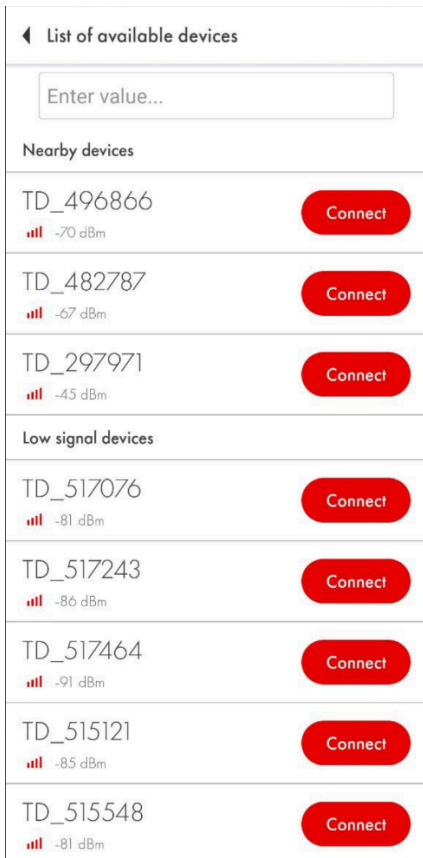 List of available devices
Enter value...
Nearby devices
TD_496866
Connect
-70 dBm
TD_482787
Connect
-67 dBm
TD_297971
Connect
-45 dBm
Low signal devices
TD_517076
Connect
-81 dBm
TD_517243
Connect
-86 dBm
TD_517464
Connect
-91 dBm
TD_515121
Connect
-85 dBm
TD_515548
Connect
-81 dBm